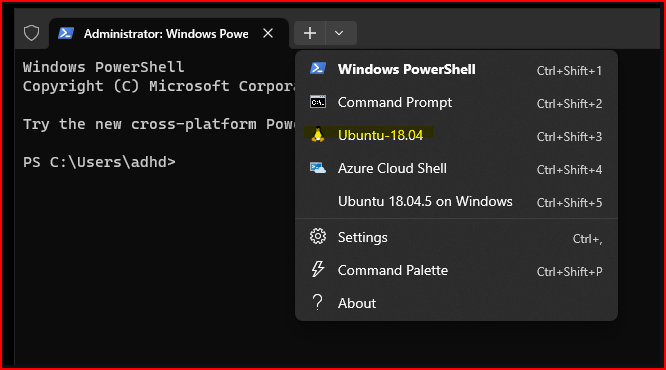 Administrator: Windows Powe
Windows PowerShell
Copyright (C) Microsoft Corpora
Try the new cross-platform Pow
PS C:\Users\adhd>
Windows PowerShell Ctrl+Shift+1
Command Prompt Ctrl+Shift+2
Ubuntu-18.04 Ctrl+Shift+3
Azure Cloud Shell Ctrl+Shift+4
Ubuntu 18.04.5 on Windows Ctrl+Shift+5
Settings Ctrl+,
Command Palette Ctrl+Shift+P
About